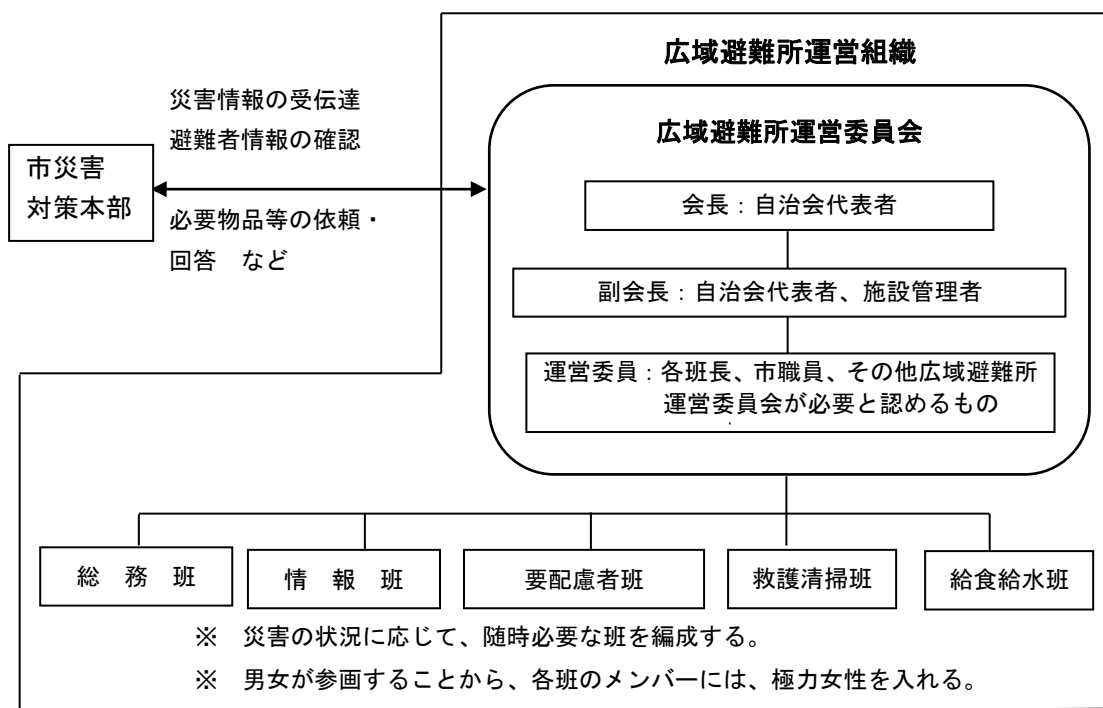 広域避難所運営組織
災害情報の受伝達
避難者情報の確認
市災害
対策本部
必要物品等の依頼・
回答　など
広域避難所運営委員会
会長：自治会代表者
副会長：自治会代表者、施設管理者
運営委員：各班長、市職員、その他広域避難所
運営委員会が必要と認めるもの
総　務　班
情　報　班
要配慮者班
救護清掃班
給食給水班
※　災害の状況に応じて、随時必要な班を編成する。
※　男女が参画することから、各班のメンバーには、極力女性を入れる。